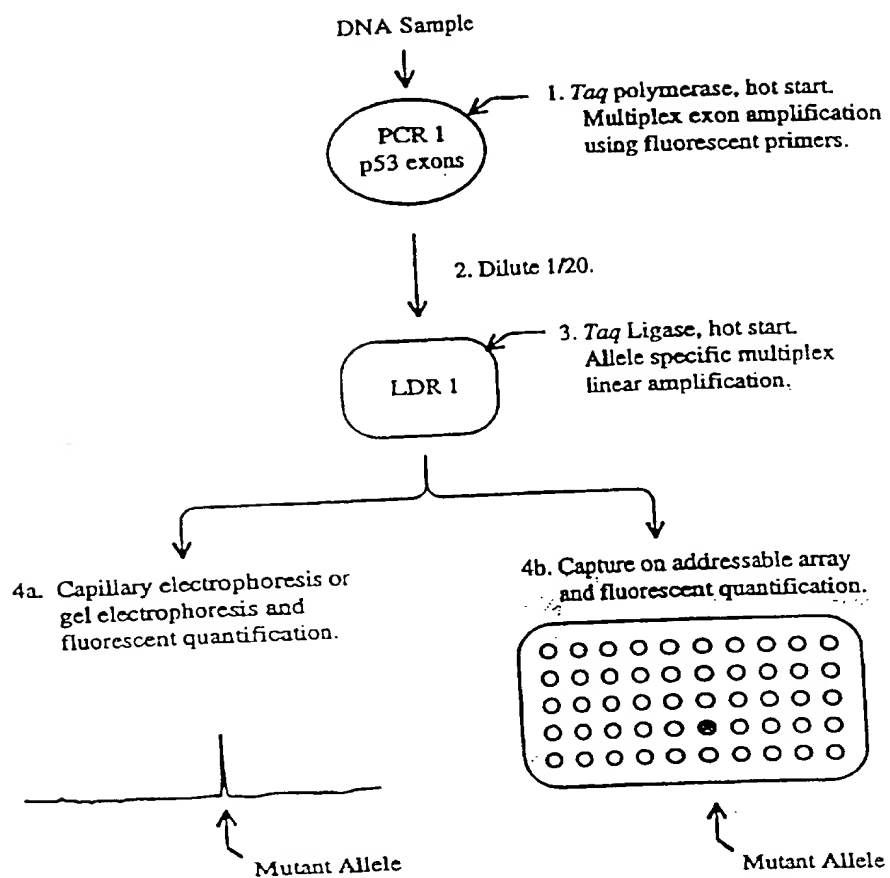 DNA Sample
1. Taq polymerase, hot start.
Multiplex exon amplification
using fluorescent primers.
PCR 1
p53 exons
2. Dilute 1/20.
3. Taq Ligase, hot start.
Allele specific multiplex
linear amplification.
LDR 1
4a. Capillary electrophoresis or
gel electrophoresis and
fluorescent quantification.
4b. Capture on addressable array
and fluorescent quantification.
Mutant Allele
Mutant Allele